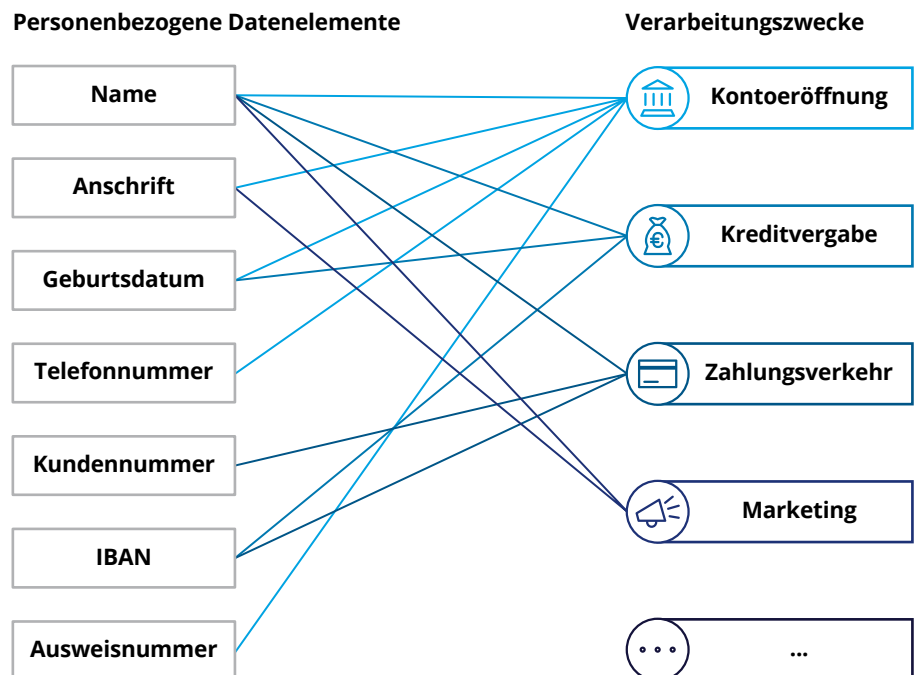 Personenbezogene Datenelemente
Verarbeitungszwecke
Name
Anschrift
Geburtsdatum
Telefonnummer
Kundennummer
IBAN
Ausweisnummer
Kontoeröffnung
€
Kreditvergabe
Zahlungsverkehr
Marketing
...